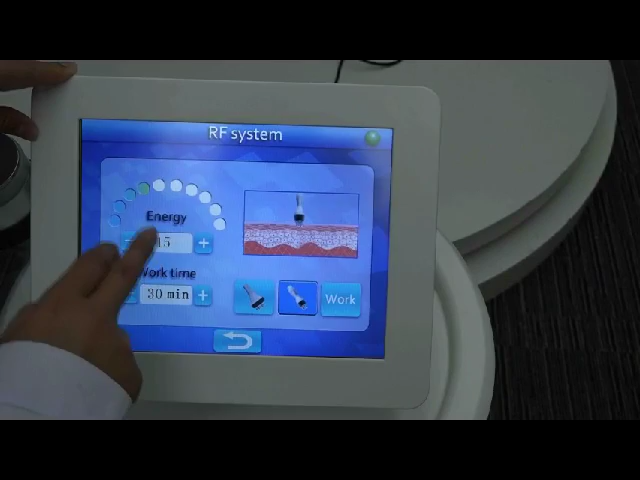 RF system
Energy
- 15 +
Work time
- 30 min +
Work